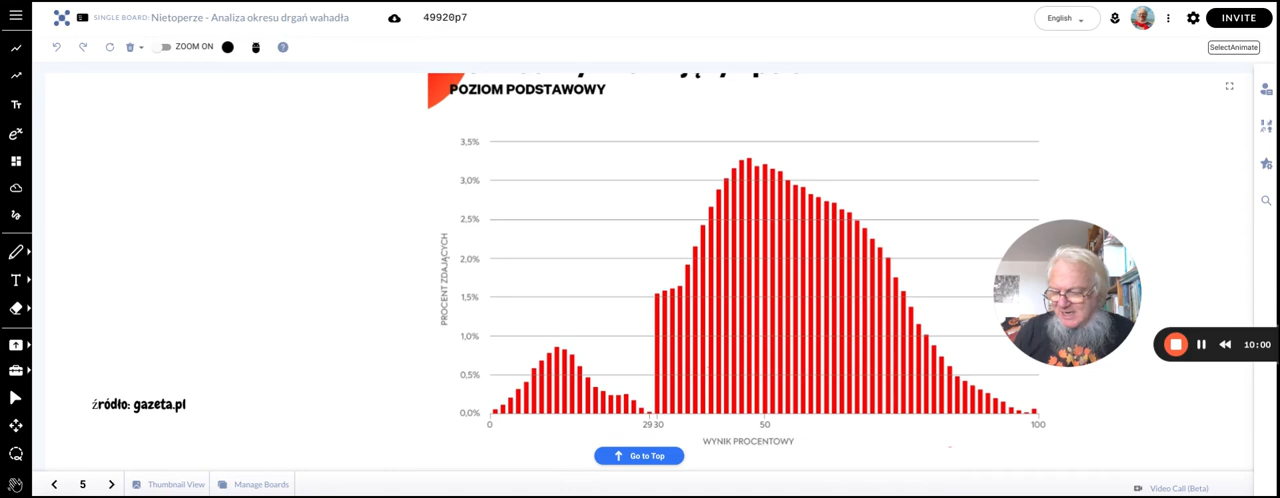 SINGLE BOARD: Nietoperze - Analiza okresu drgań wahadła
49920p7
English
INVITE
ZOOM ON
SelectAnimate
POZIOM PODSTAWOWY
3,5%
3,0%
2,5%
2,0%
1,5%
1,0%
0,5%
0,0%
PROCENT ZDAJĄCYCH
0
29 30
50
100
WYNIK PROCENTOWY
źródło: gazeta.pl
10:00
Go to Top
5
Thumbnail View
Manage Boards
Video Call (Beta)